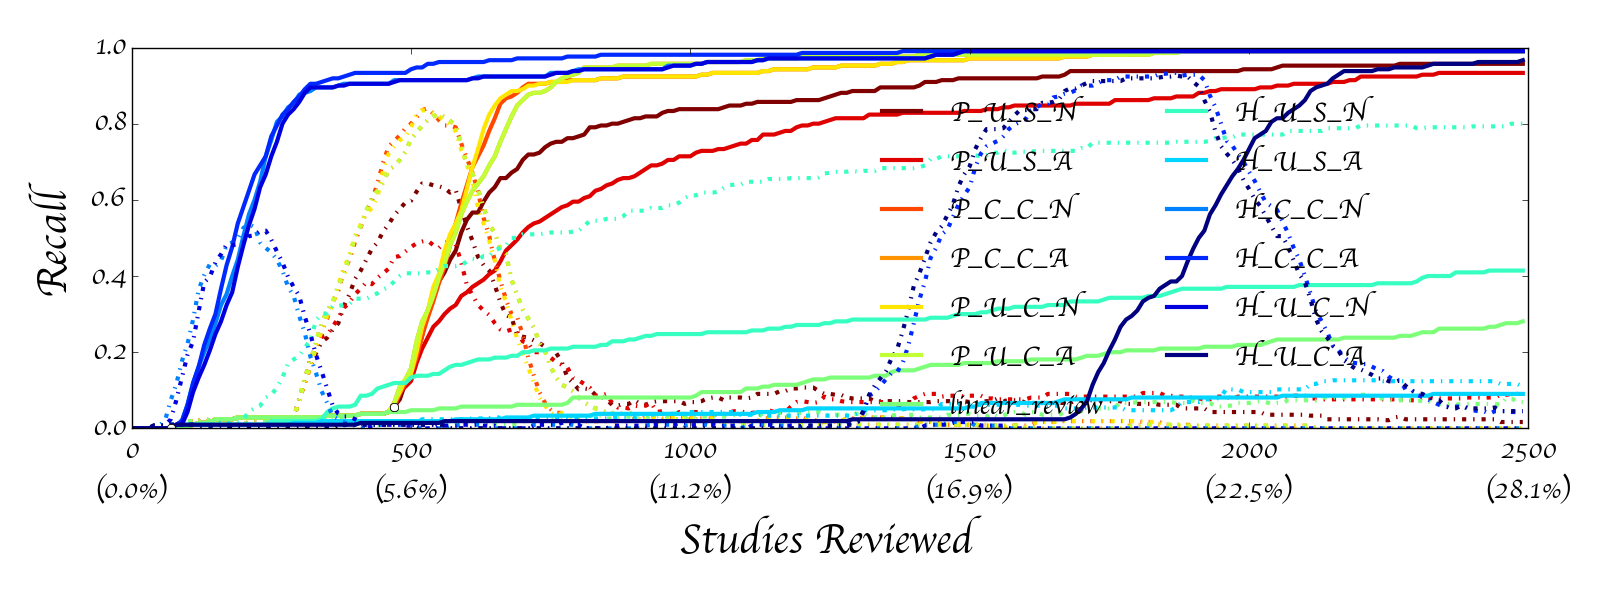 1.0
0.8
0.6
0.4
0.2
0.0
Recall
P_U_S_N
P_U_S_A
P_C_C_N
P_C_C_A
P_U_C_N
P_U_C_A
linear_review
H_U_S_N
H_U_S_A
H_C_C_N
H_C_C_A
H_U_C_N
H_U_C_A
0 500 1000 1500 2000 2500
(0.0%) (5.6%) (11.2%) (16.9%) (22.5%) (28.1%)
Studies Reviewed